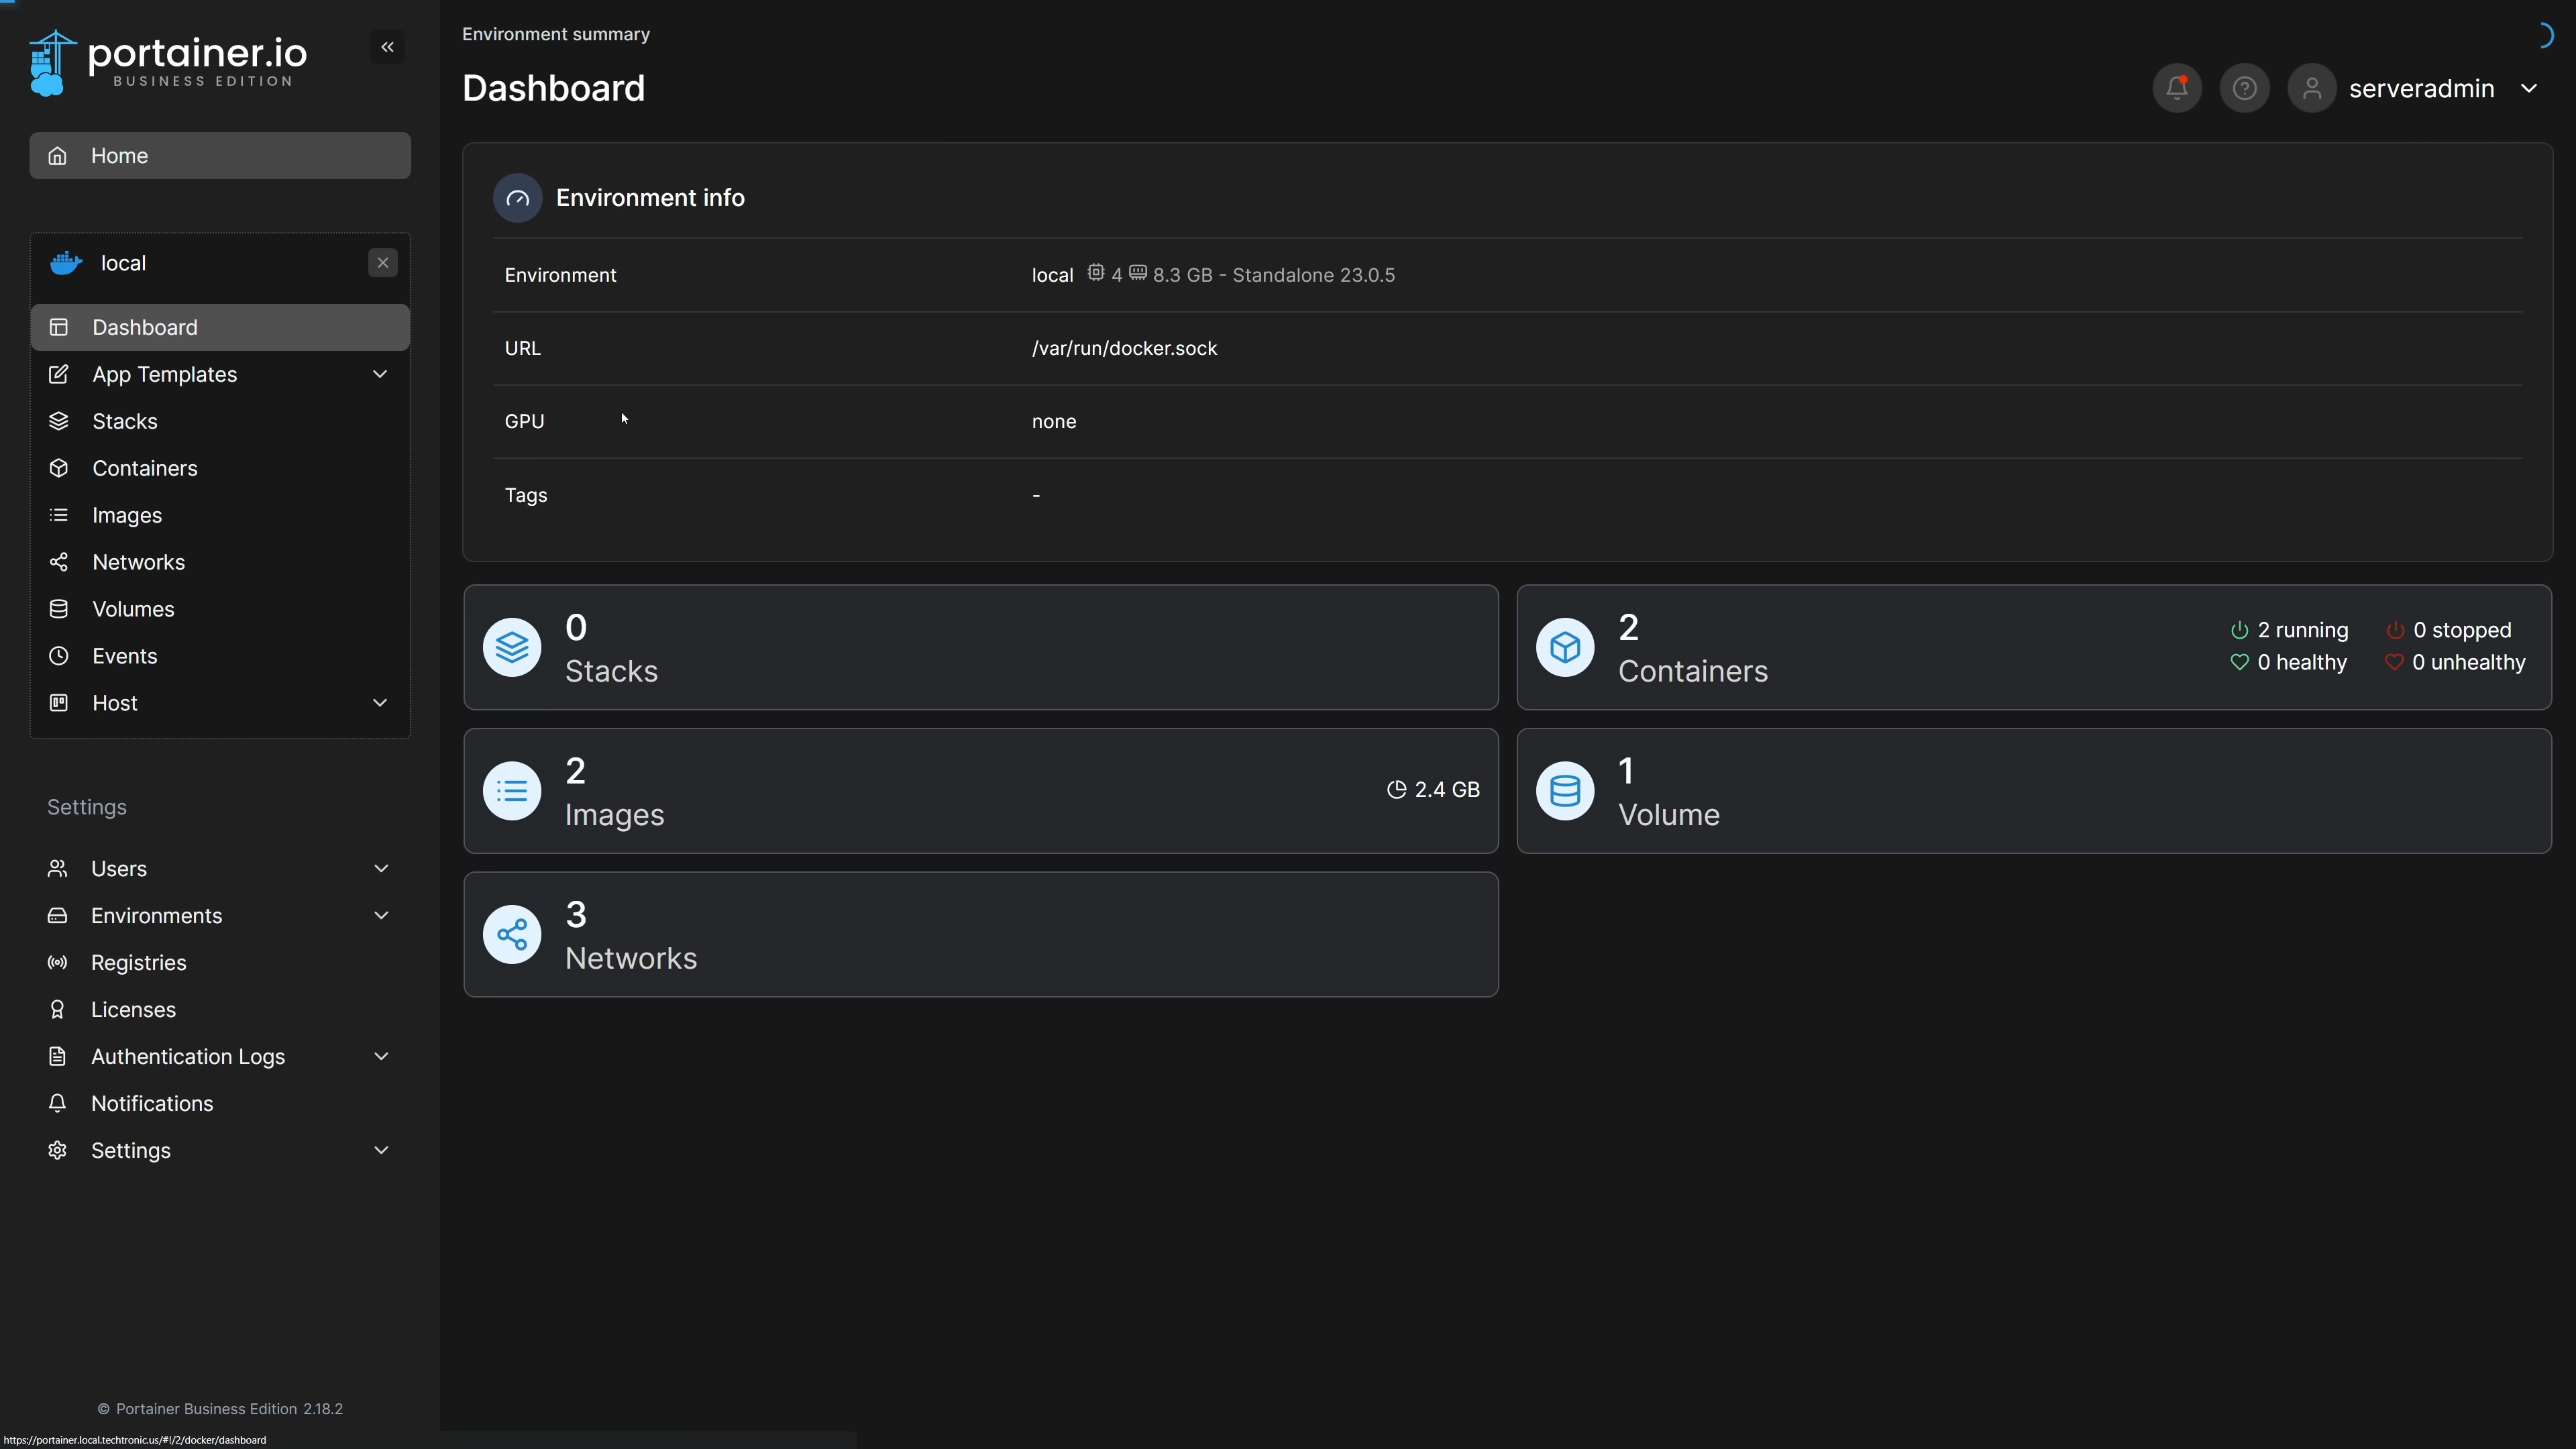 portainer.io
BUSINESS EDITION
Home
local
Dashboard
App Templates
Stacks
Containers
Images
Networks
Volumes
Events
Host
Settings
Users
Environments
Registries
Licenses
Authentication Logs
Notifications
Settings
© Portainer Business Edition 2.18.2
https://portainer.local.techtronic.us/#!/2/docker/dashboard
Environment summary
Dashboard
serveradmin
Environment info
Environment local 4 8.3 GB - Standalone 23.0.5
URL /var/run/docker.sock
GPU none
Tags -
0
Stacks
2
Containers
2 running 0 stopped
0 healthy 0 unhealthy
2
Images
2.4 GB
1
Volume
3
Networks